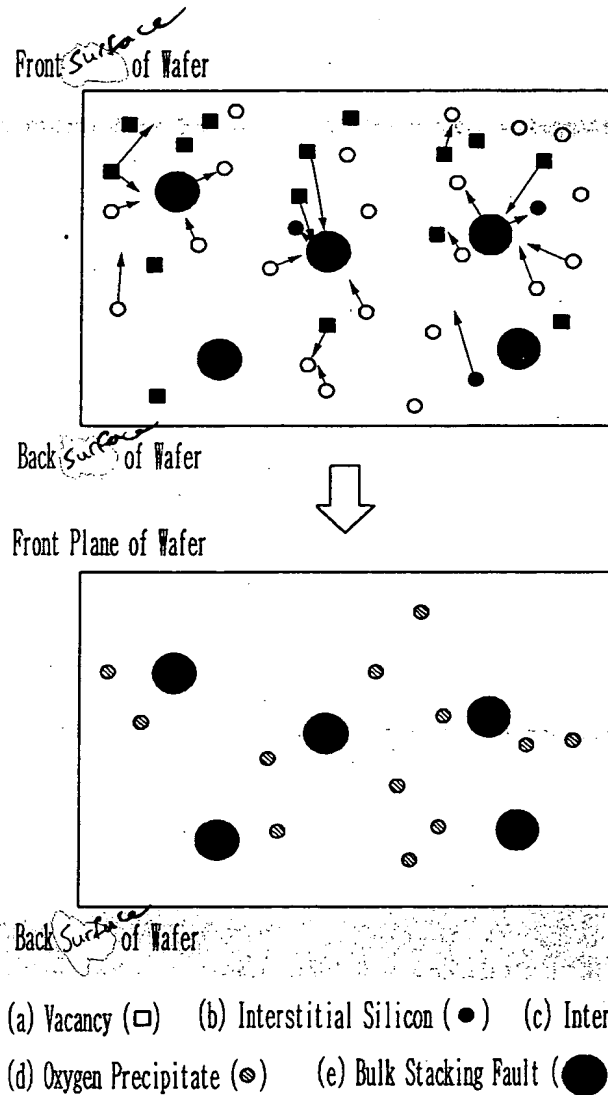 Front Surface of Wafer
Back Surface of Wafer
Front Plane of Wafer
Back Surface of Wafer
(a) Vacancy (□) (b) Interstitial Silicon (●) (c) Inter
(d) Oxygen Precipitate (◍) (e) Bulk Stacking Fault (●